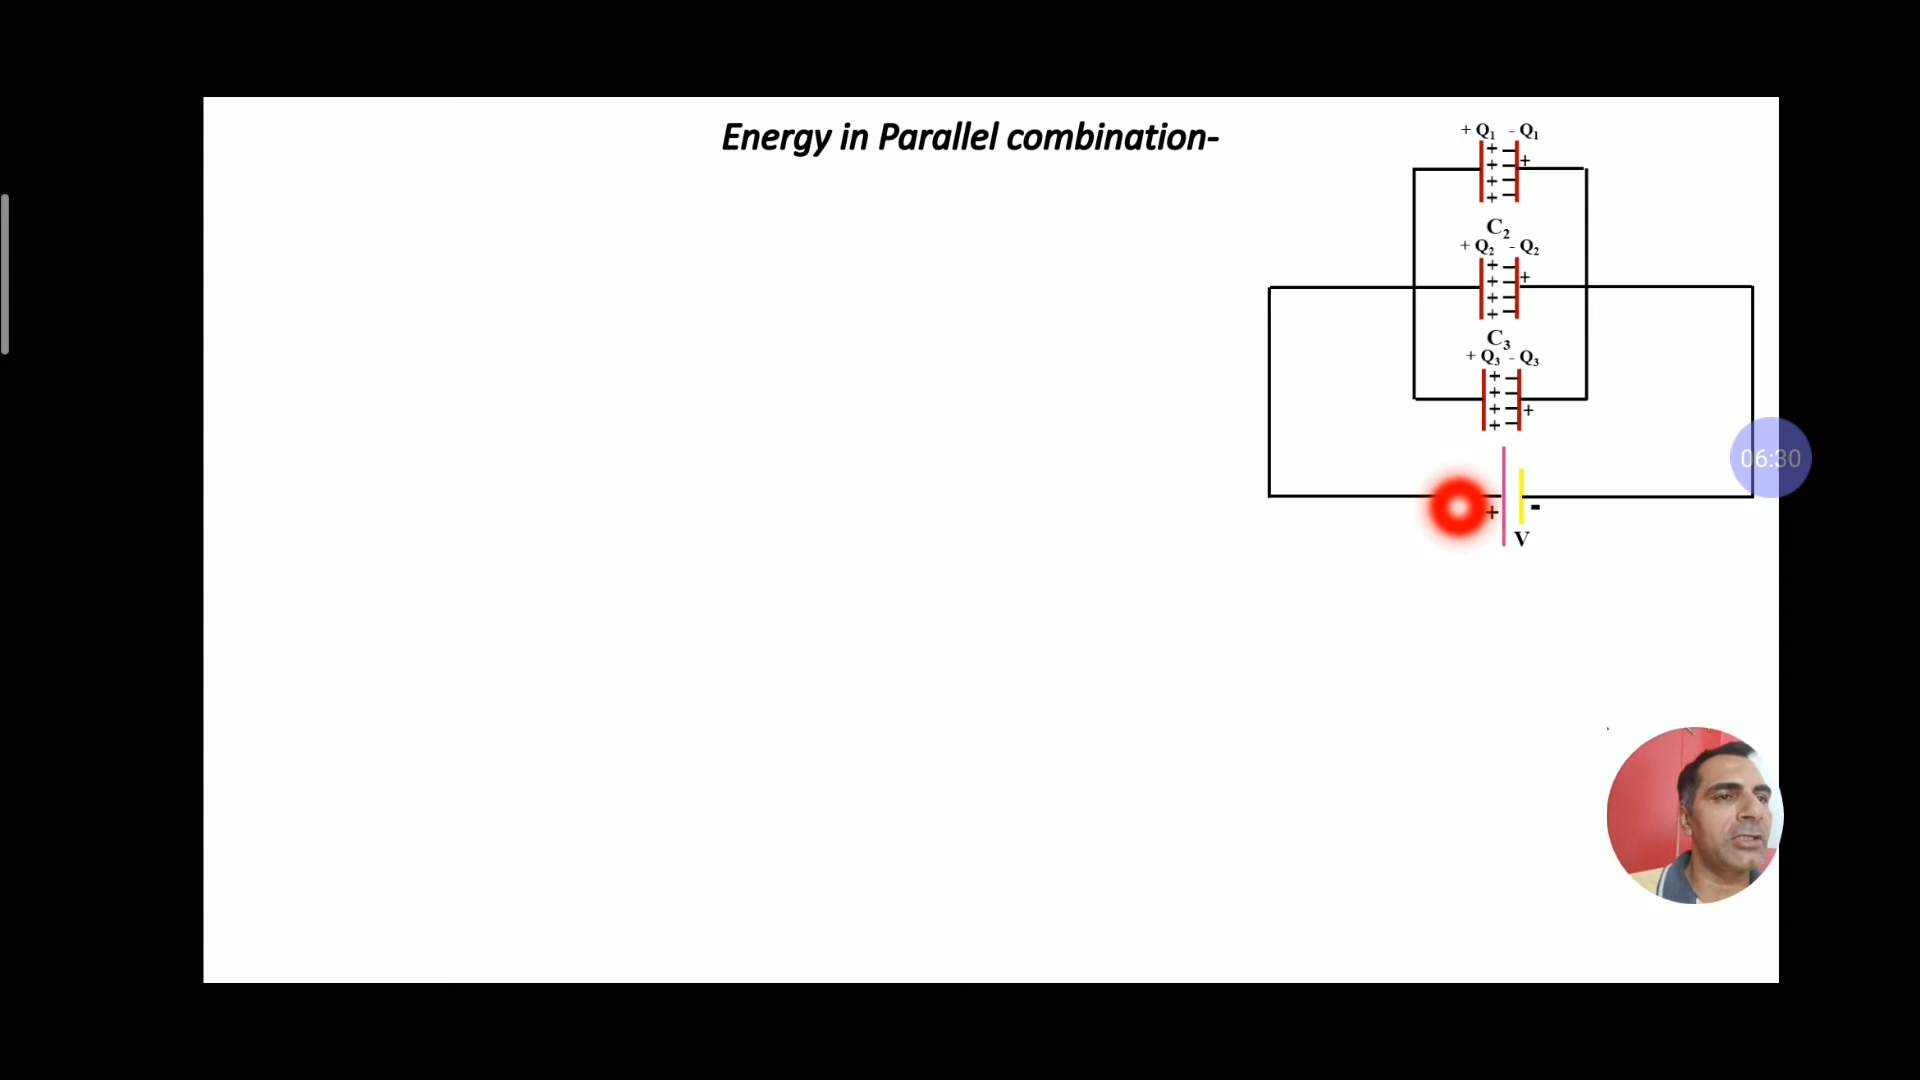 Energy in Parallel combination-
+ Q₁ - Q₁
+
C₂
+ Q₂ - Q₂
+
C₃
+ Q₃ - Q₃
+
06:30
+ -
V